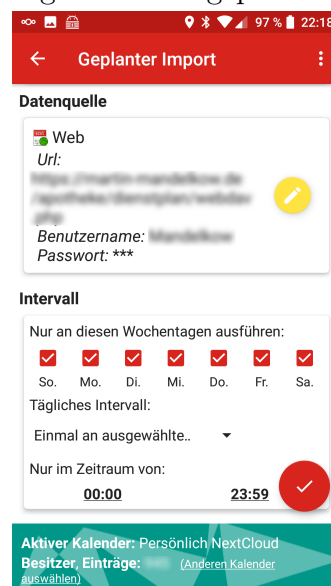 97 % 22:18
Geplanter Import
Datenquelle
Web
Url:
Benutzername:
Passwort: ***
Intervall
Nur an diesen Wochentagen ausführen:
So. Mo. Di. Mi. Do. Fr. Sa.
Tägliches Intervall:
Einmal an ausgewählte..
Nur im Zeitraum von:
00:00 23:59
Aktiver Kalender: Persönlich NextCloud
Besitzer, Einträge: (Anderen Kalender
auswählen)